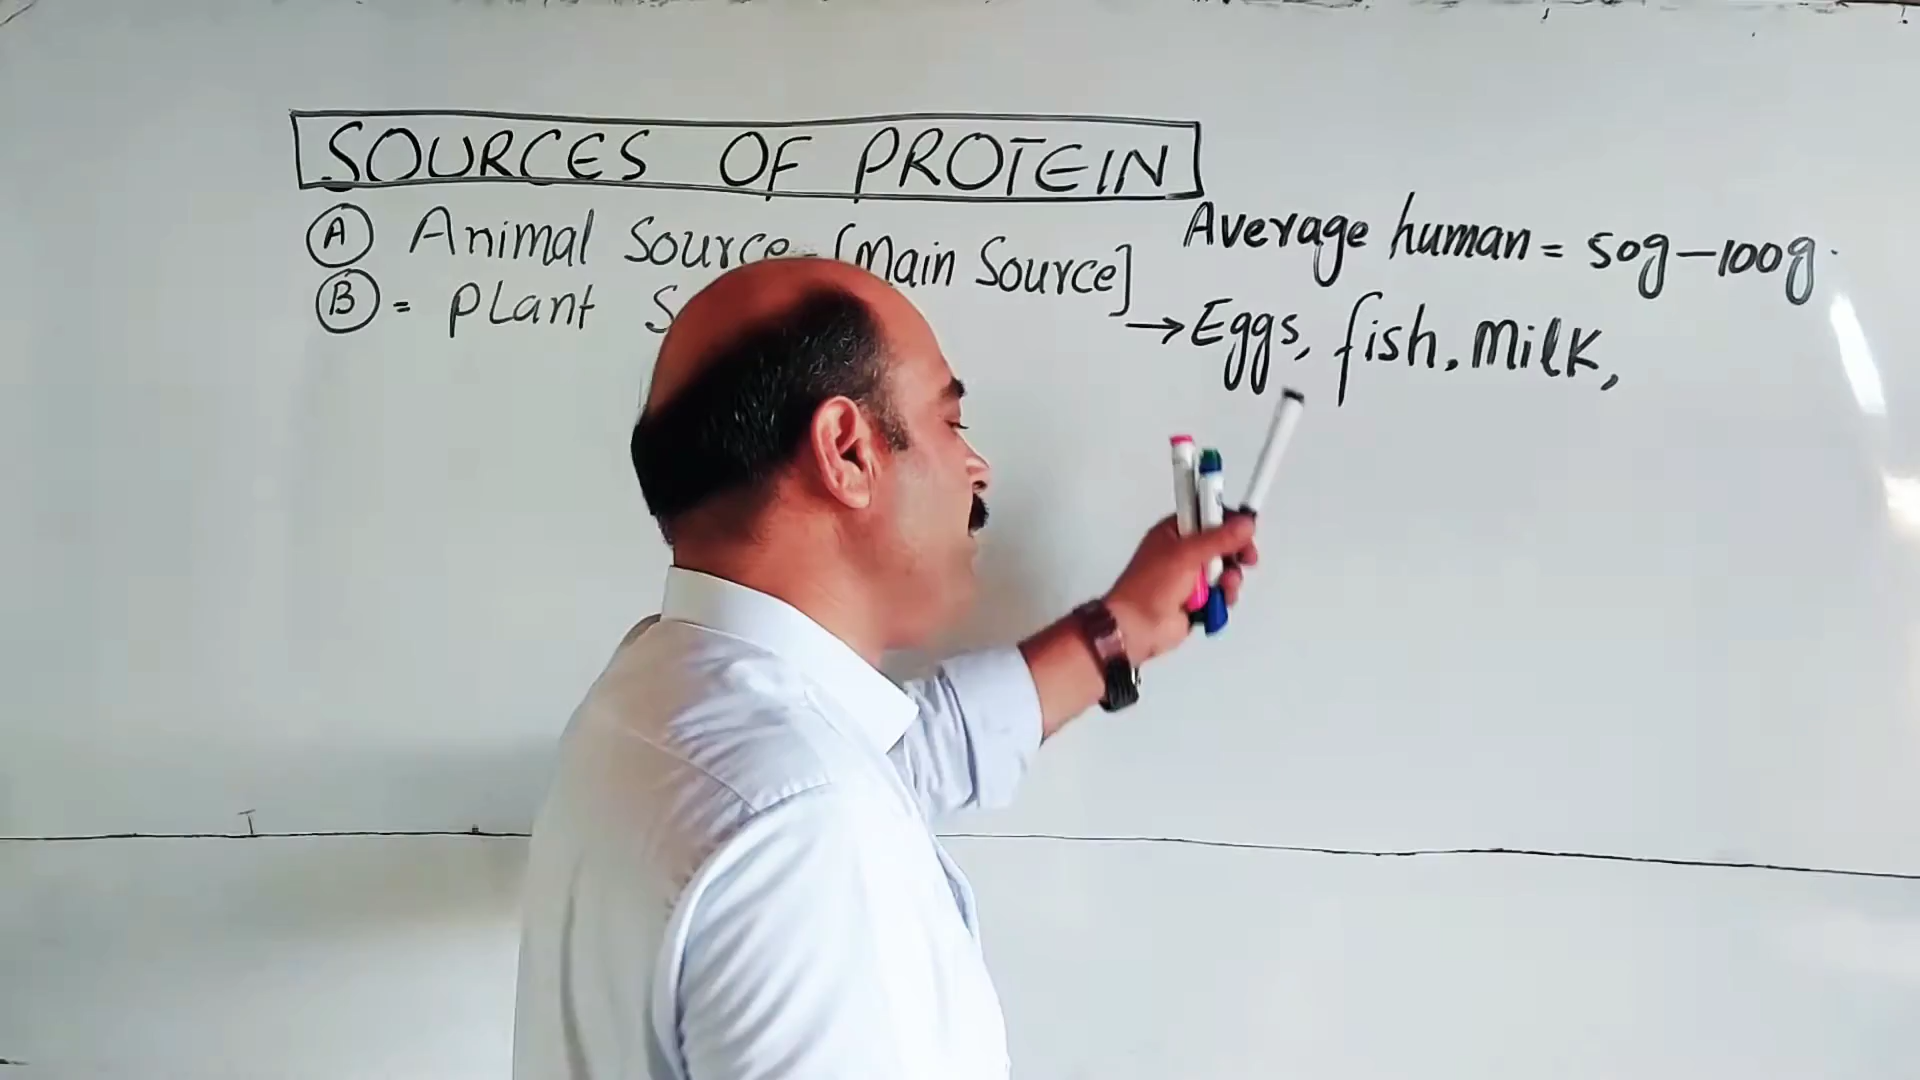 SOURCES OF PROTEIN
Ⓐ Animal Source - [Main Source]
Ⓑ = Plant
Average human = 50g-100g.
→ Eggs, fish, Milk,